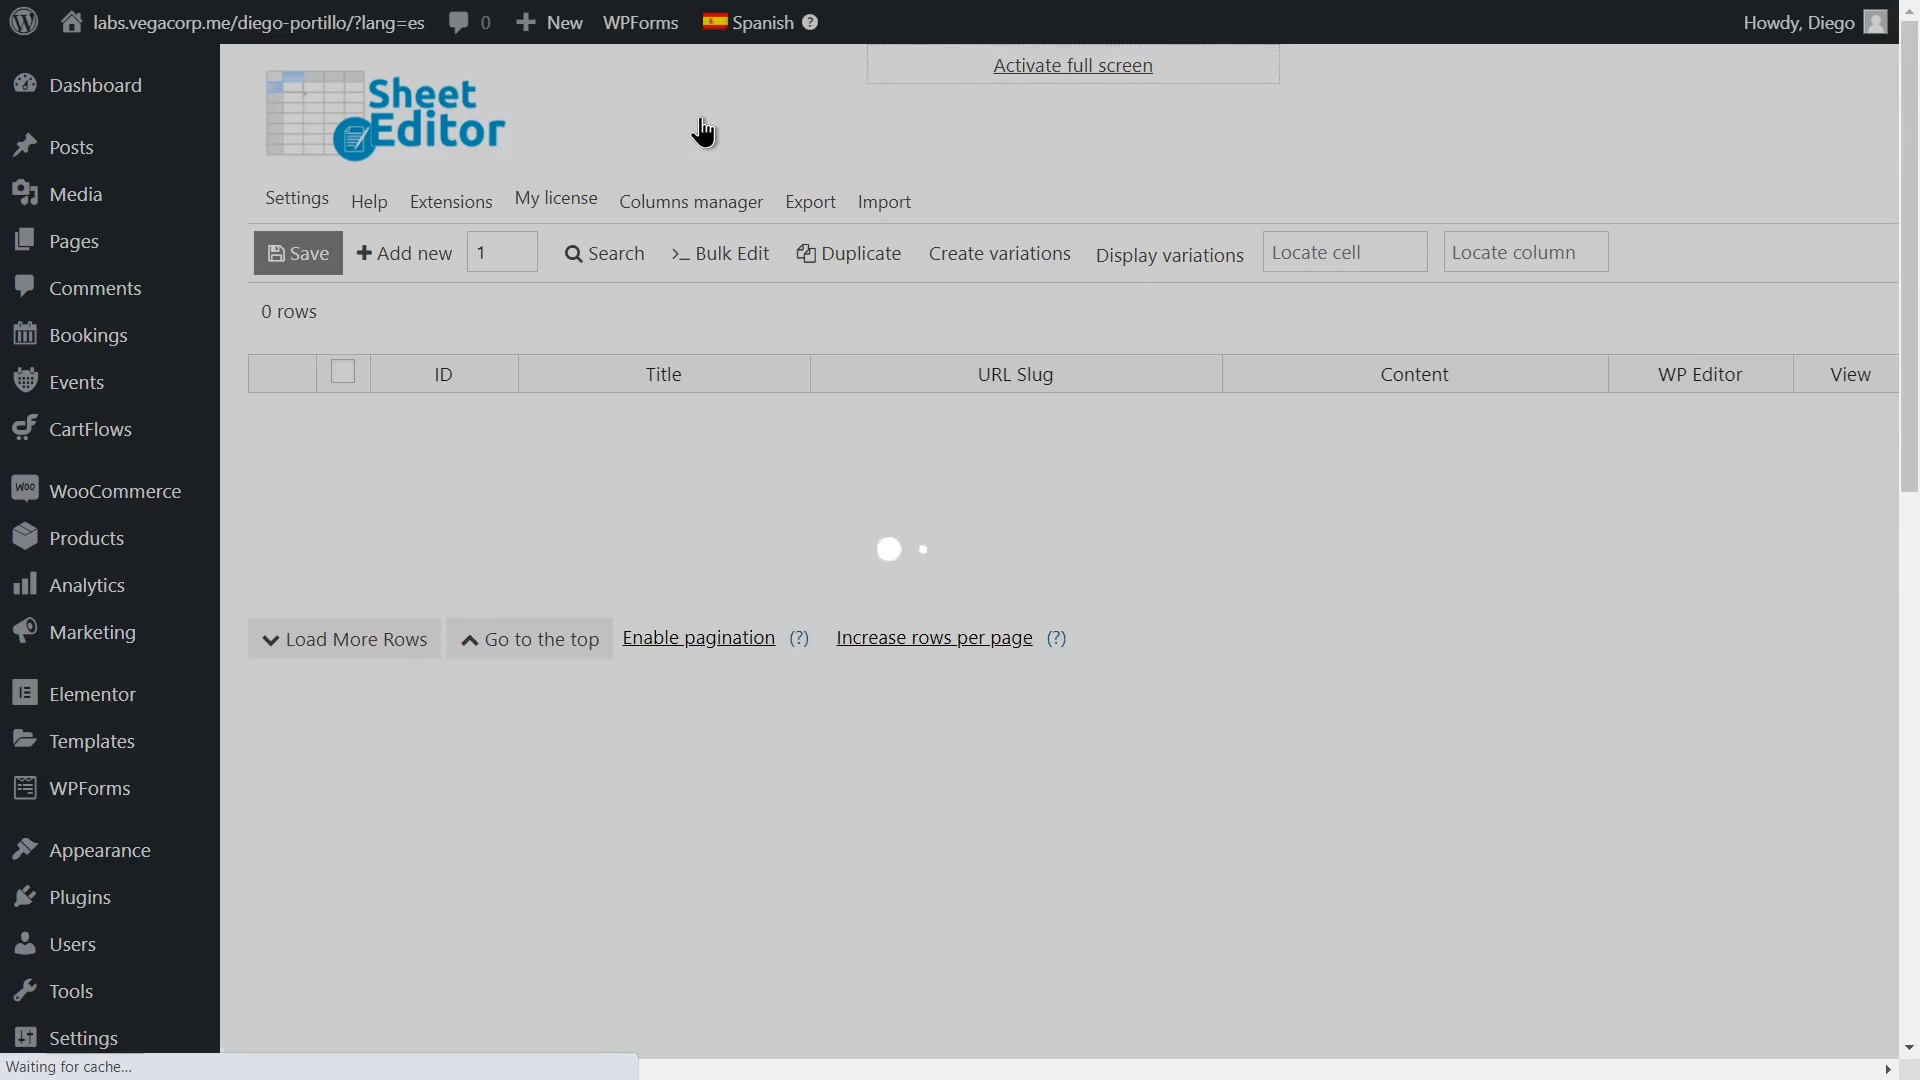 labs.vegacorp.me/diego-portillo/?lang=es 0 New WPForms Spanish ? Howdy, Diego
Activate full screen
Sheet
Editor
Dashboard
Posts
Media
Pages
Comments
Bookings
Events
CartFlows
WooCommerce
Products
Analytics
Marketing
Elementor
Templates
WPForms
Appearance
Plugins
Users
Tools
Settings
Settings Help Extensions My license Columns manager Export Import
Save Add new 1 Search Bulk Edit Duplicate Create variations Display variations Locate cell Locate column
0 rows
ID Title URL Slug Content WP Editor View
Load More Rows Go to the top Enable pagination (?) Increase rows per page (?)
Waiting for cache...